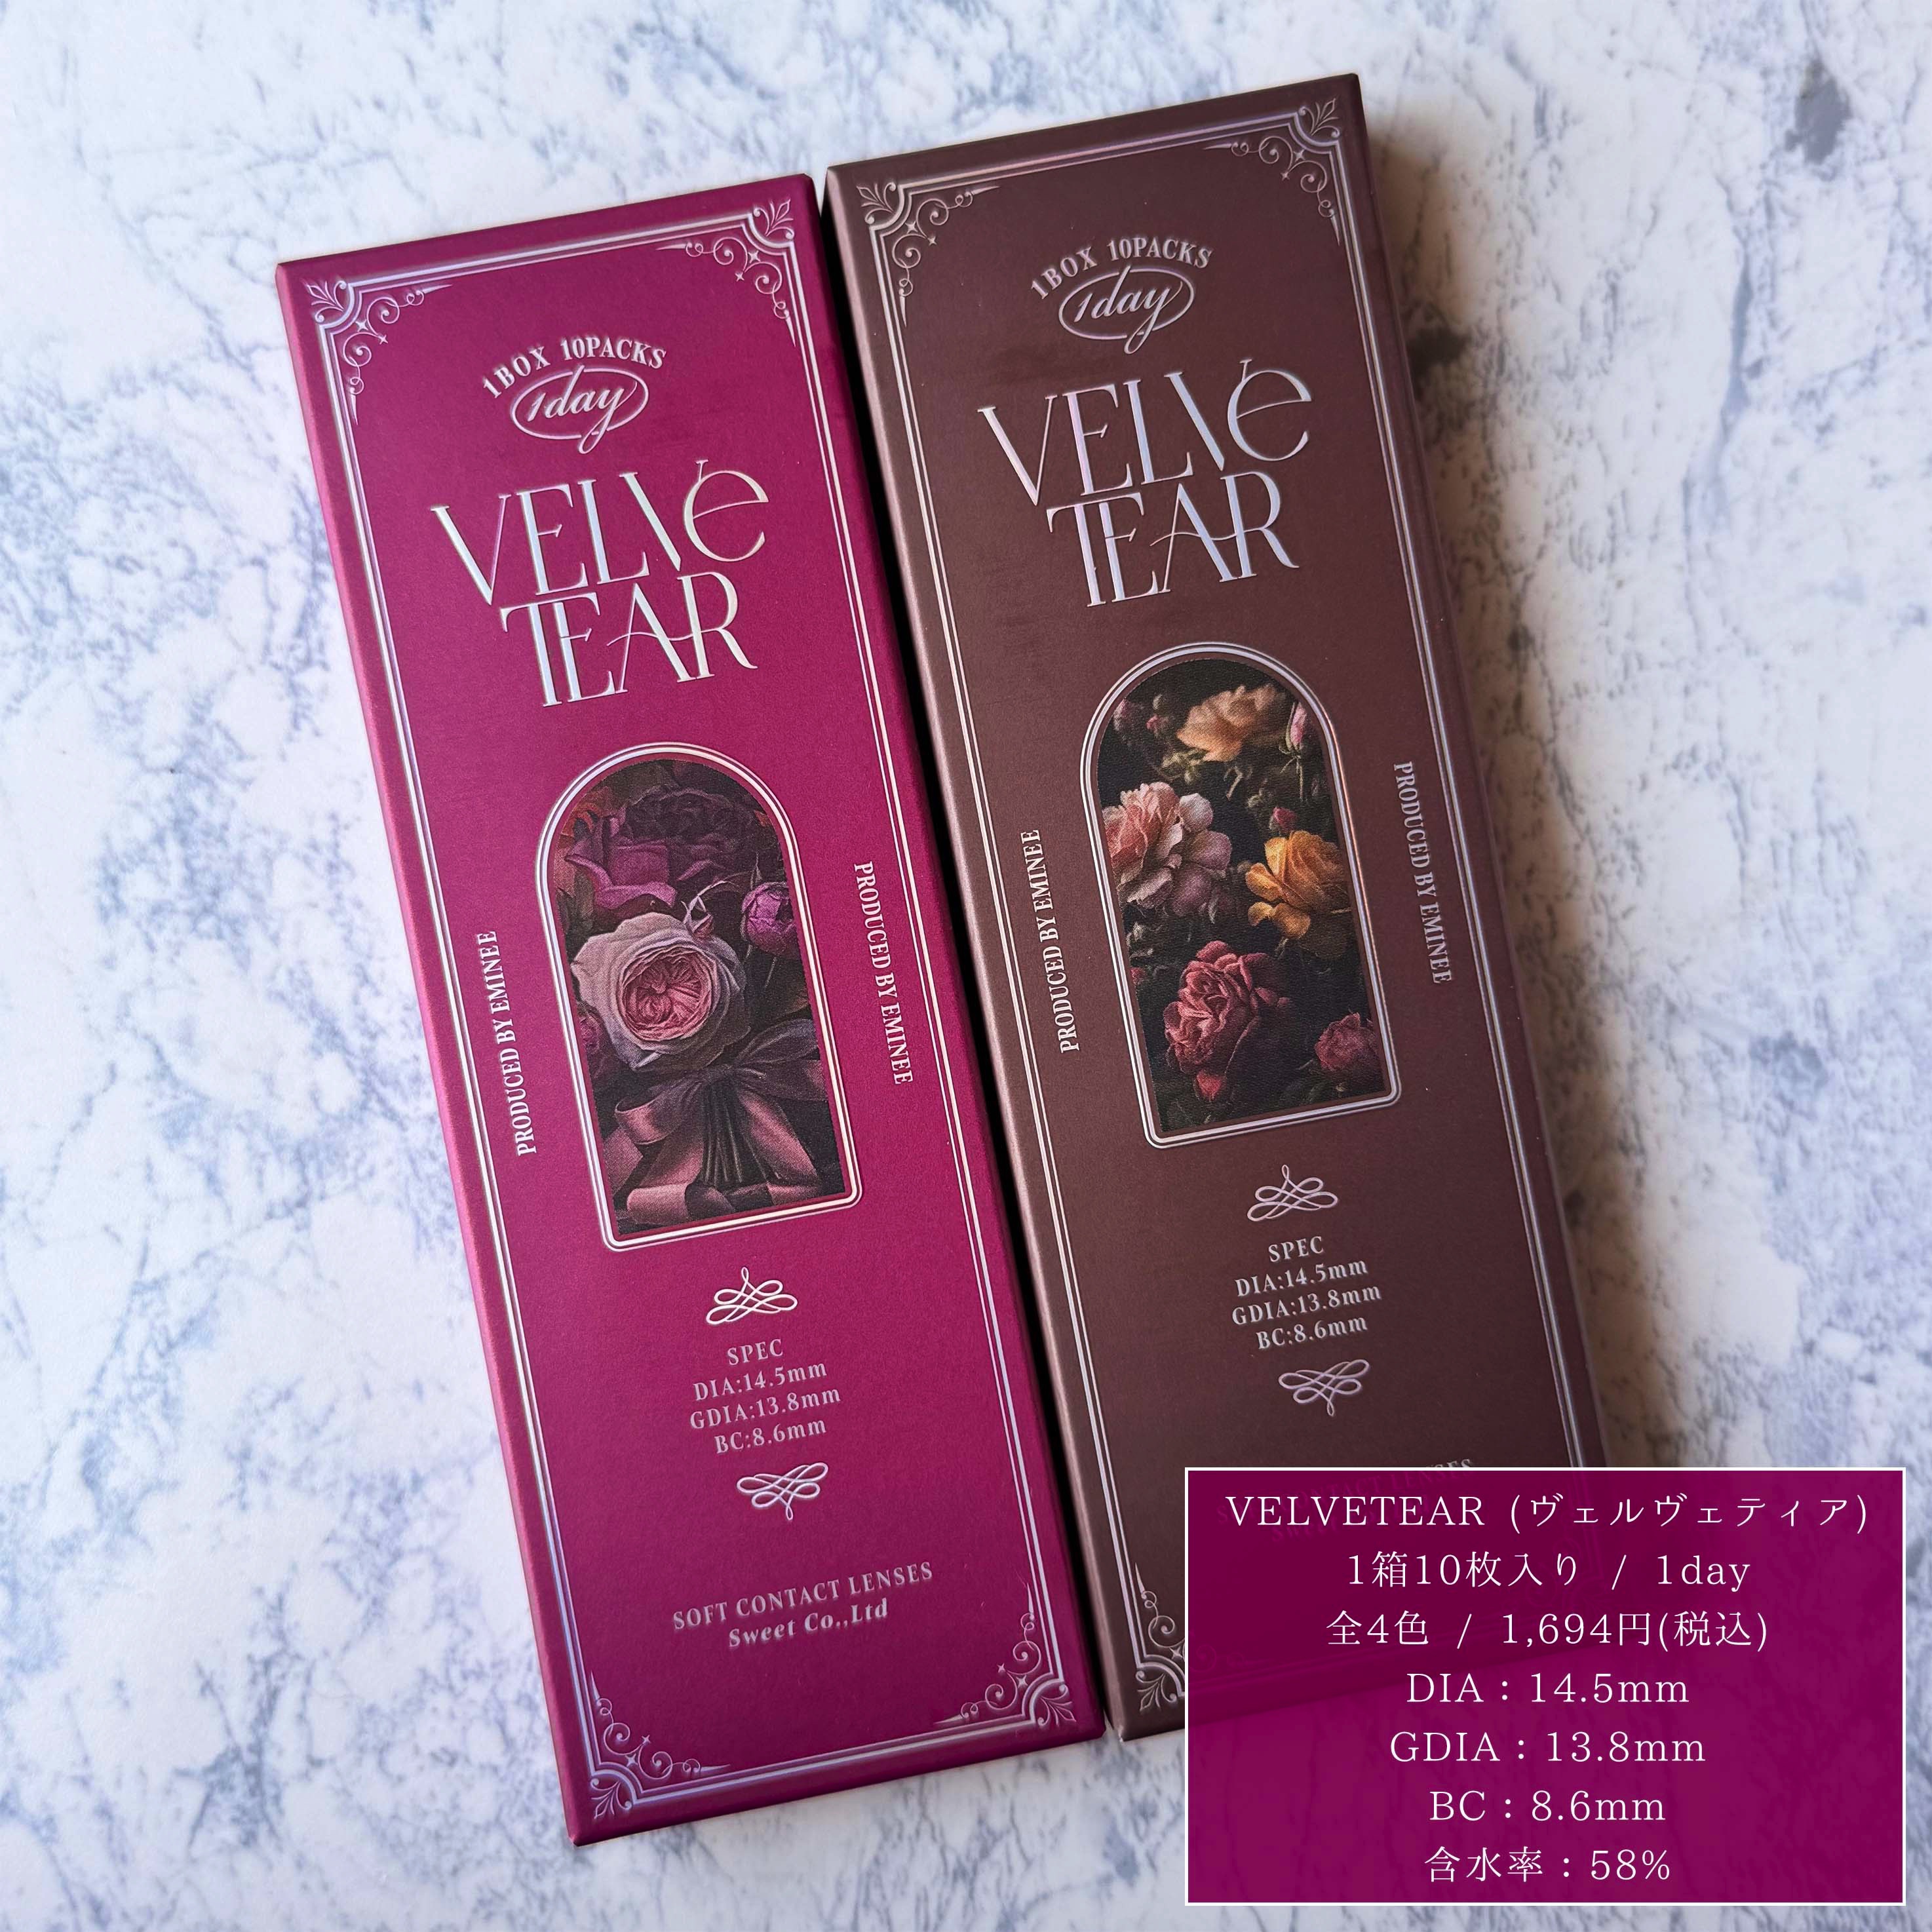 1BOX 10PACKS
1day
VELVe
TEAR
PRODUCED BY EMINEE
PRODUCED BY EMINEE
SPEC
DIA:14.5mm
GDIA:13.8mm
BC:8.6mm
SOFT CONTACT LENSES
Sweet Co.,Ltd
1BOX 10PACKS
1day
VELVe
TEAR
PRODUCED BY EMINEE
PRODUCED BY EMINEE
SPEC
DIA:14.5mm
GDIA:13.8mm
BC:8.6mm
VELVETEAR (ヴェルヴェティア)
1箱10枚入り / 1day
全4色 / 1,694円(税込)
DIA：14.5mm
GDIA：13.8mm
BC：8.6mm
含水率：58%